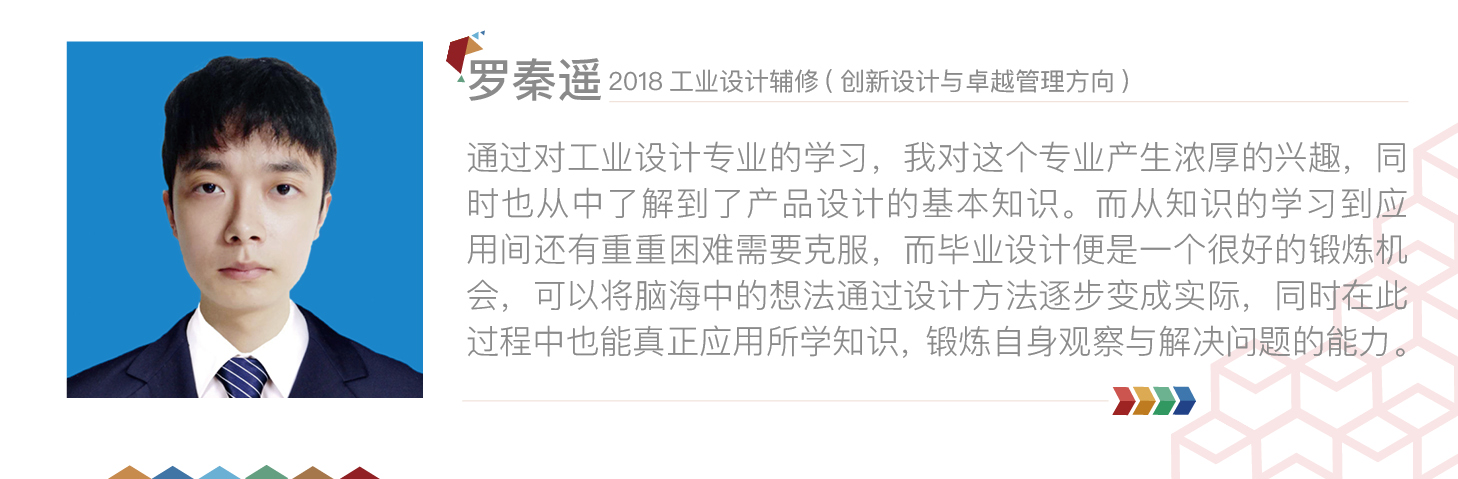 罗秦遥 2018 工业设计辅修 ( 创新设计与卓越管理方向 )
通过对工业设计专业的学习，我对这个专业产生浓厚的兴趣，同
时也从中了解到了产品设计的基本知识。而从知识的学习到应
用间还有重重困难需要克服，而毕业设计便是一个很好的锻炼机
会，可以将脑海中的想法通过设计方法逐步变成实际，同时在此
过程中也能真正应用所学知识，锻炼自身观察与解决问题的能力。